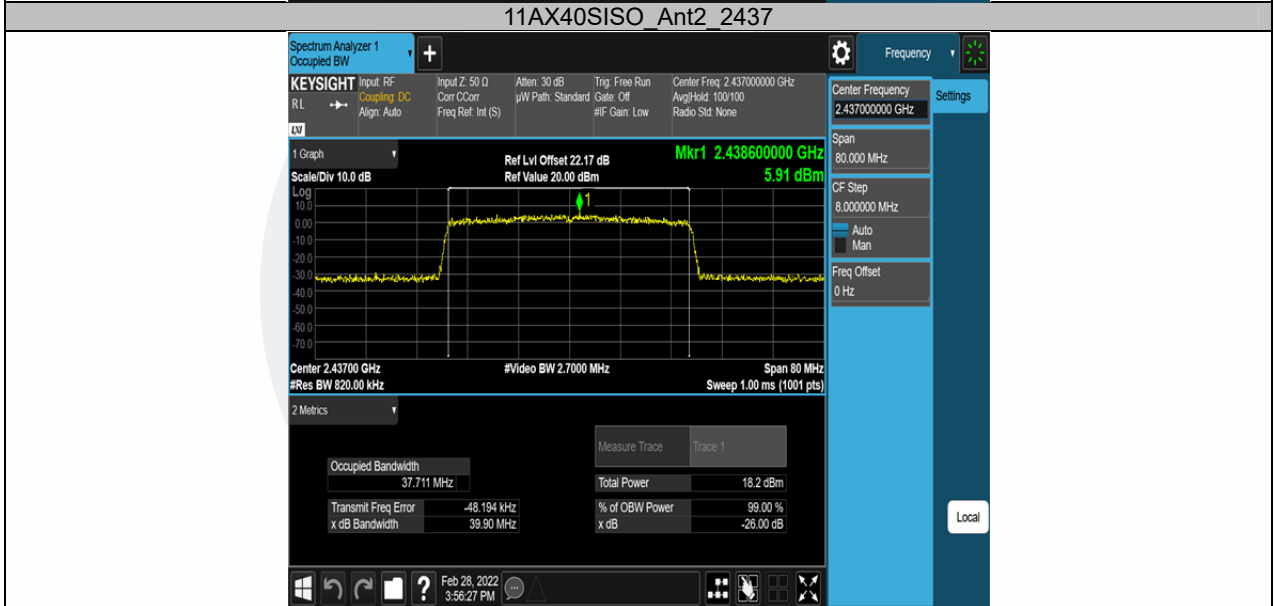 11AX40SISO_Ant2_2437
Spectrum Analyzer 1
Occupied BW
+
Frequency
KEYSIGHT
RL
LXI
Input: RF
Coupling: DC
Align: Auto
Input Z: 50 Ω
Corr CCorr
Freq Ref: Int (S)
Atten: 30 dB
µW Path: Standard
Trig: Free Run
Gate: Off
#IF Gain: Low
Center Freq: 2.437000000 GHz
Avg|Hold: 100/100
Radio Std: None
Center Frequency
2.437000000 GHz
Settings
Span
80.000 MHz
CF Step
8.000000 MHz
Auto
Man
Freq Offset
0 Hz
1 Graph
Scale/Div 10.0 dB
Ref Lvl Offset 22.17 dB
Ref Value 20.00 dBm
Mkr1 2.438600000 GHz
5.91 dBm
Log
10.0
0.00
-10.0
-20.0
-30.0
-40.0
-50.0
-60.0
-70.0
1
Center 2.43700 GHz
#Video BW 2.7000 MHz
Span 80 MHz
#Res BW 820.00 kHz
Sweep 1.00 ms (1001 pts)
2 Metrics
Measure Trace Trace 1
Occupied Bandwidth
37.711 MHz
Total Power 18.2 dBm
Transmit Freq Error -48.194 kHz
% of OBW Power 99.00 %
x dB Bandwidth 39.90 MHz
x dB -26.00 dB
Local
?
Feb 28, 2022
3:56:27 PM